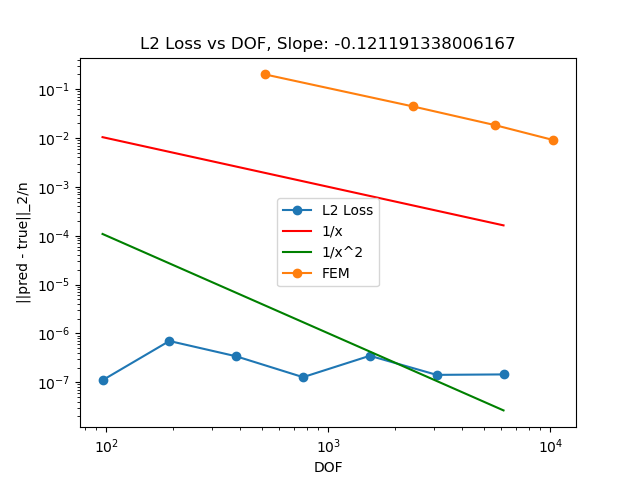 L2 Loss vs DOF, Slope: -0.121191338006167
||pred - true||_2/n
10^-1
10^-2
10^-3
10^-4
10^-5
10^-6
10^-7
L2 Loss
1/x
1/x^2
FEM
10^2
10^3
10^4
DOF